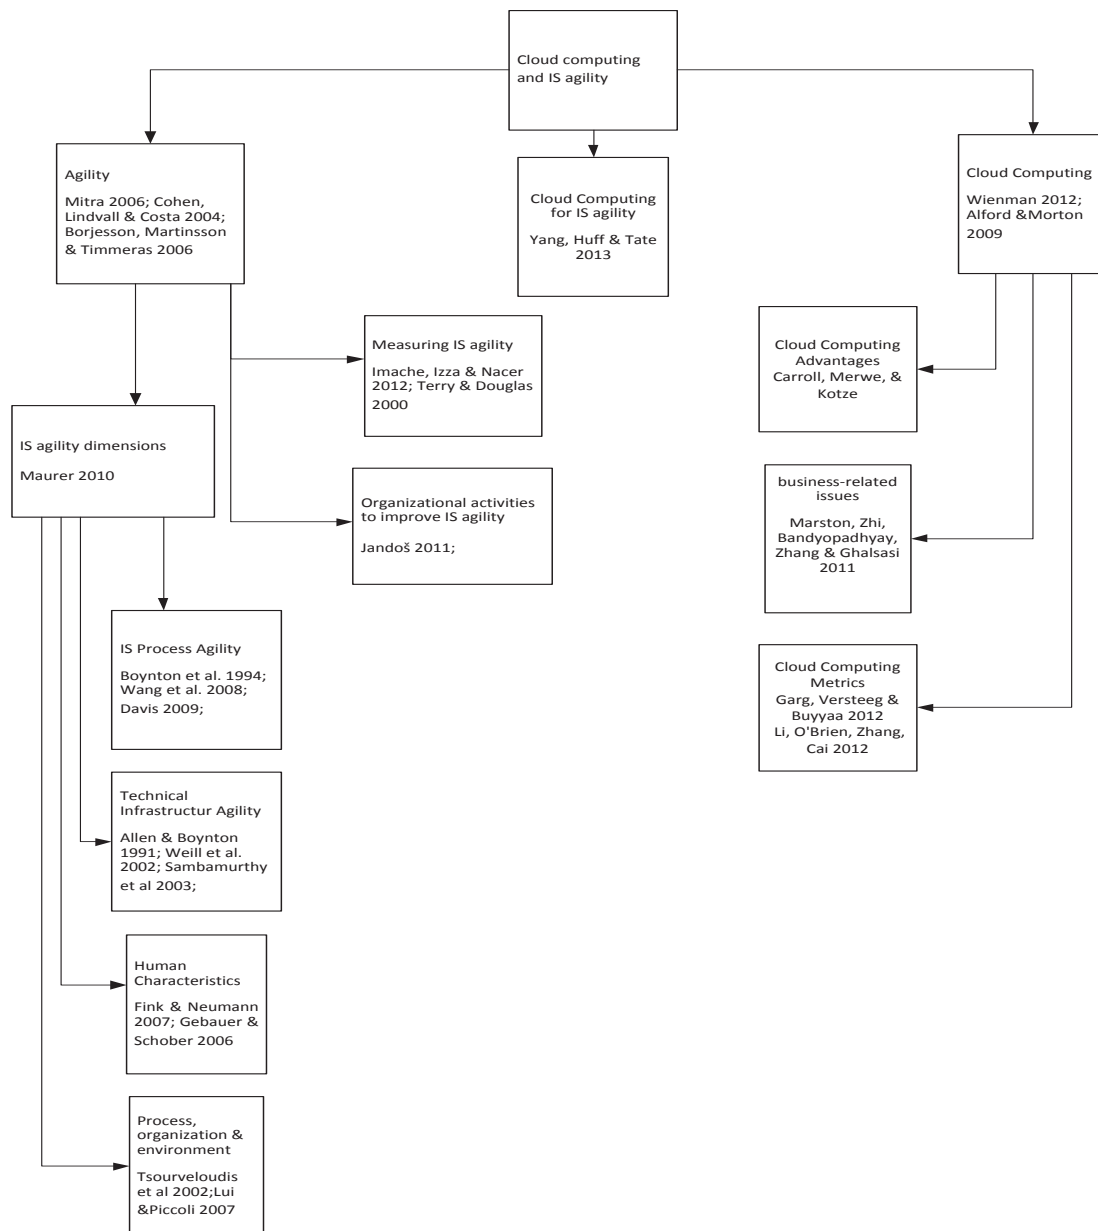 Cloud computing
and IS agility
Agility
Mitra 2006; Cohen,
Lindvall & Costa 2004;
Borjesson, Martinsson
& Timmeras 2006
Cloud Computing
for IS agility
Yang, Huff & Tate
2013
Cloud Computing
Wienman 2012;
Alford &Morton
2009
Measuring IS agility
Imache, Izza & Nacer
2012; Terry & Douglas
2000
Cloud Computing
Advantages
Carroll, Merwe, &
Kotze
IS agility dimensions
Maurer 2010
Organizational activities
to improve IS agility
Jandoš 2011;
business-related
issues
Marston, Zhi,
Bandyopadhyay,
Zhang & Ghalsasi
2011
IS Process Agility
Boynton et al. 1994;
Wang et al. 2008;
Davis 2009;
Cloud Computing
Metrics
Garg, Versteeg &
Buyyaa 2012
Li, O'Brien, Zhang,
Cai 2012
Technical
Infrastructur Agility
Allen & Boynton
1991; Weill et al.
2002; Sambamurthy
et al 2003;
Human
Characteristics
Fink & Neumann
2007; Gebauer &
Schober 2006
Process,
organization &
environment
Tsourveloudis
et al 2002;Lui
&Piccoli 2007